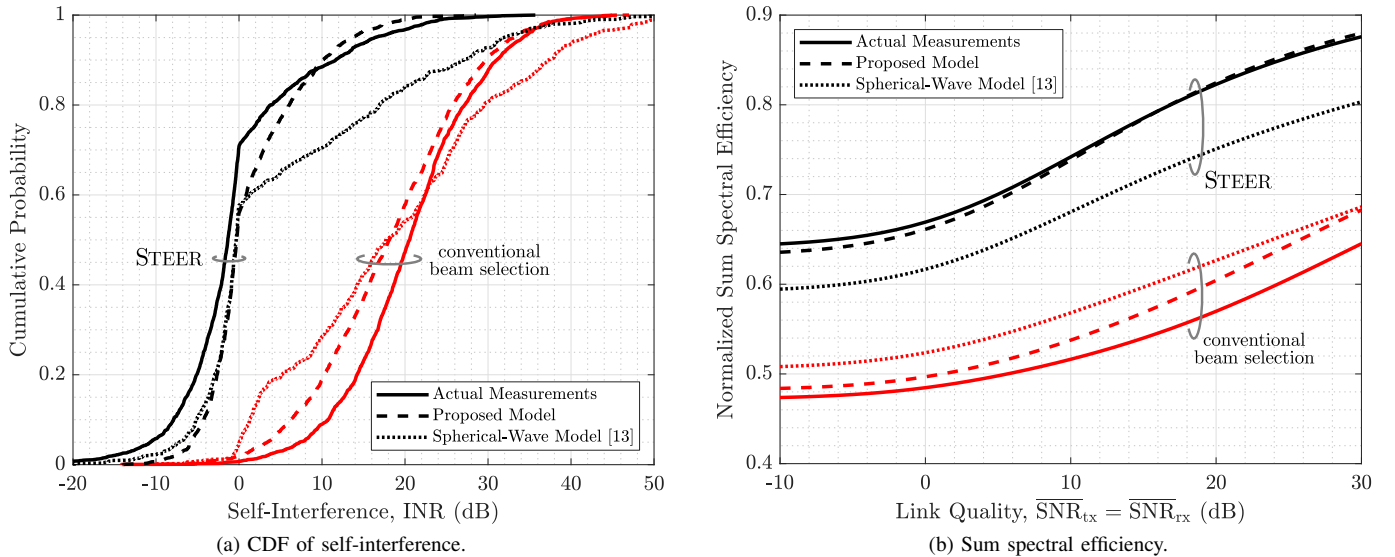 1
0.8
0.6
0.4
0.2
0
Cumulative Probability
-20
-10
0
10
20
30
40
50
Self-Interference, INR (dB)
STEER
conventional
beam selection
Actual Measurements
Proposed Model
Spherical-Wave Model [13]
(a) CDF of self-interference.
0.9
0.8
0.7
0.6
0.5
0.4
Normalized Sum Spectral Efficiency
-10
0
10
20
30
Link Quality, SNRtx = SNRrx (dB)
Actual Measurements
Proposed Model
Spherical-Wave Model [13]
STEER
conventional
beam selection
(b) Sum spectral efficiency.